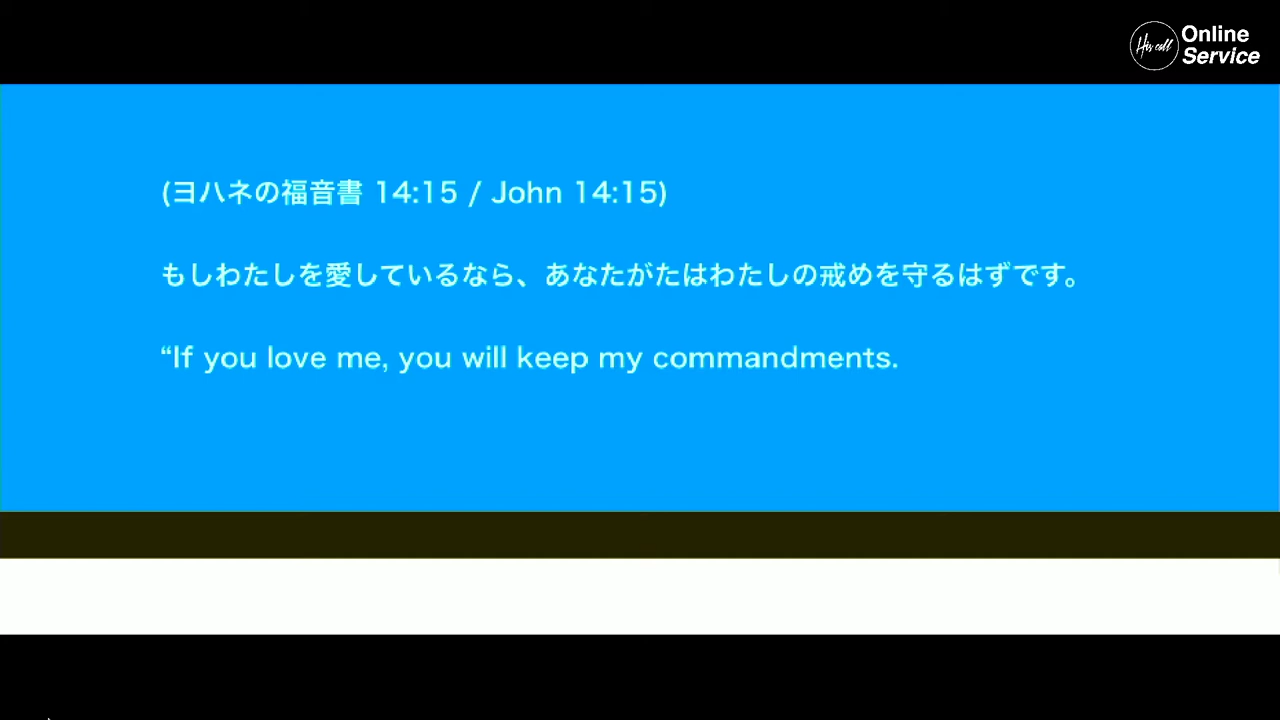 His call
Online
Service
(ヨハネの福音書 14:15 / John 14:15)
もしわたしを愛しているなら、あなたがたはわたしの戒めを守るはずです。
“If you love me, you will keep my commandments.